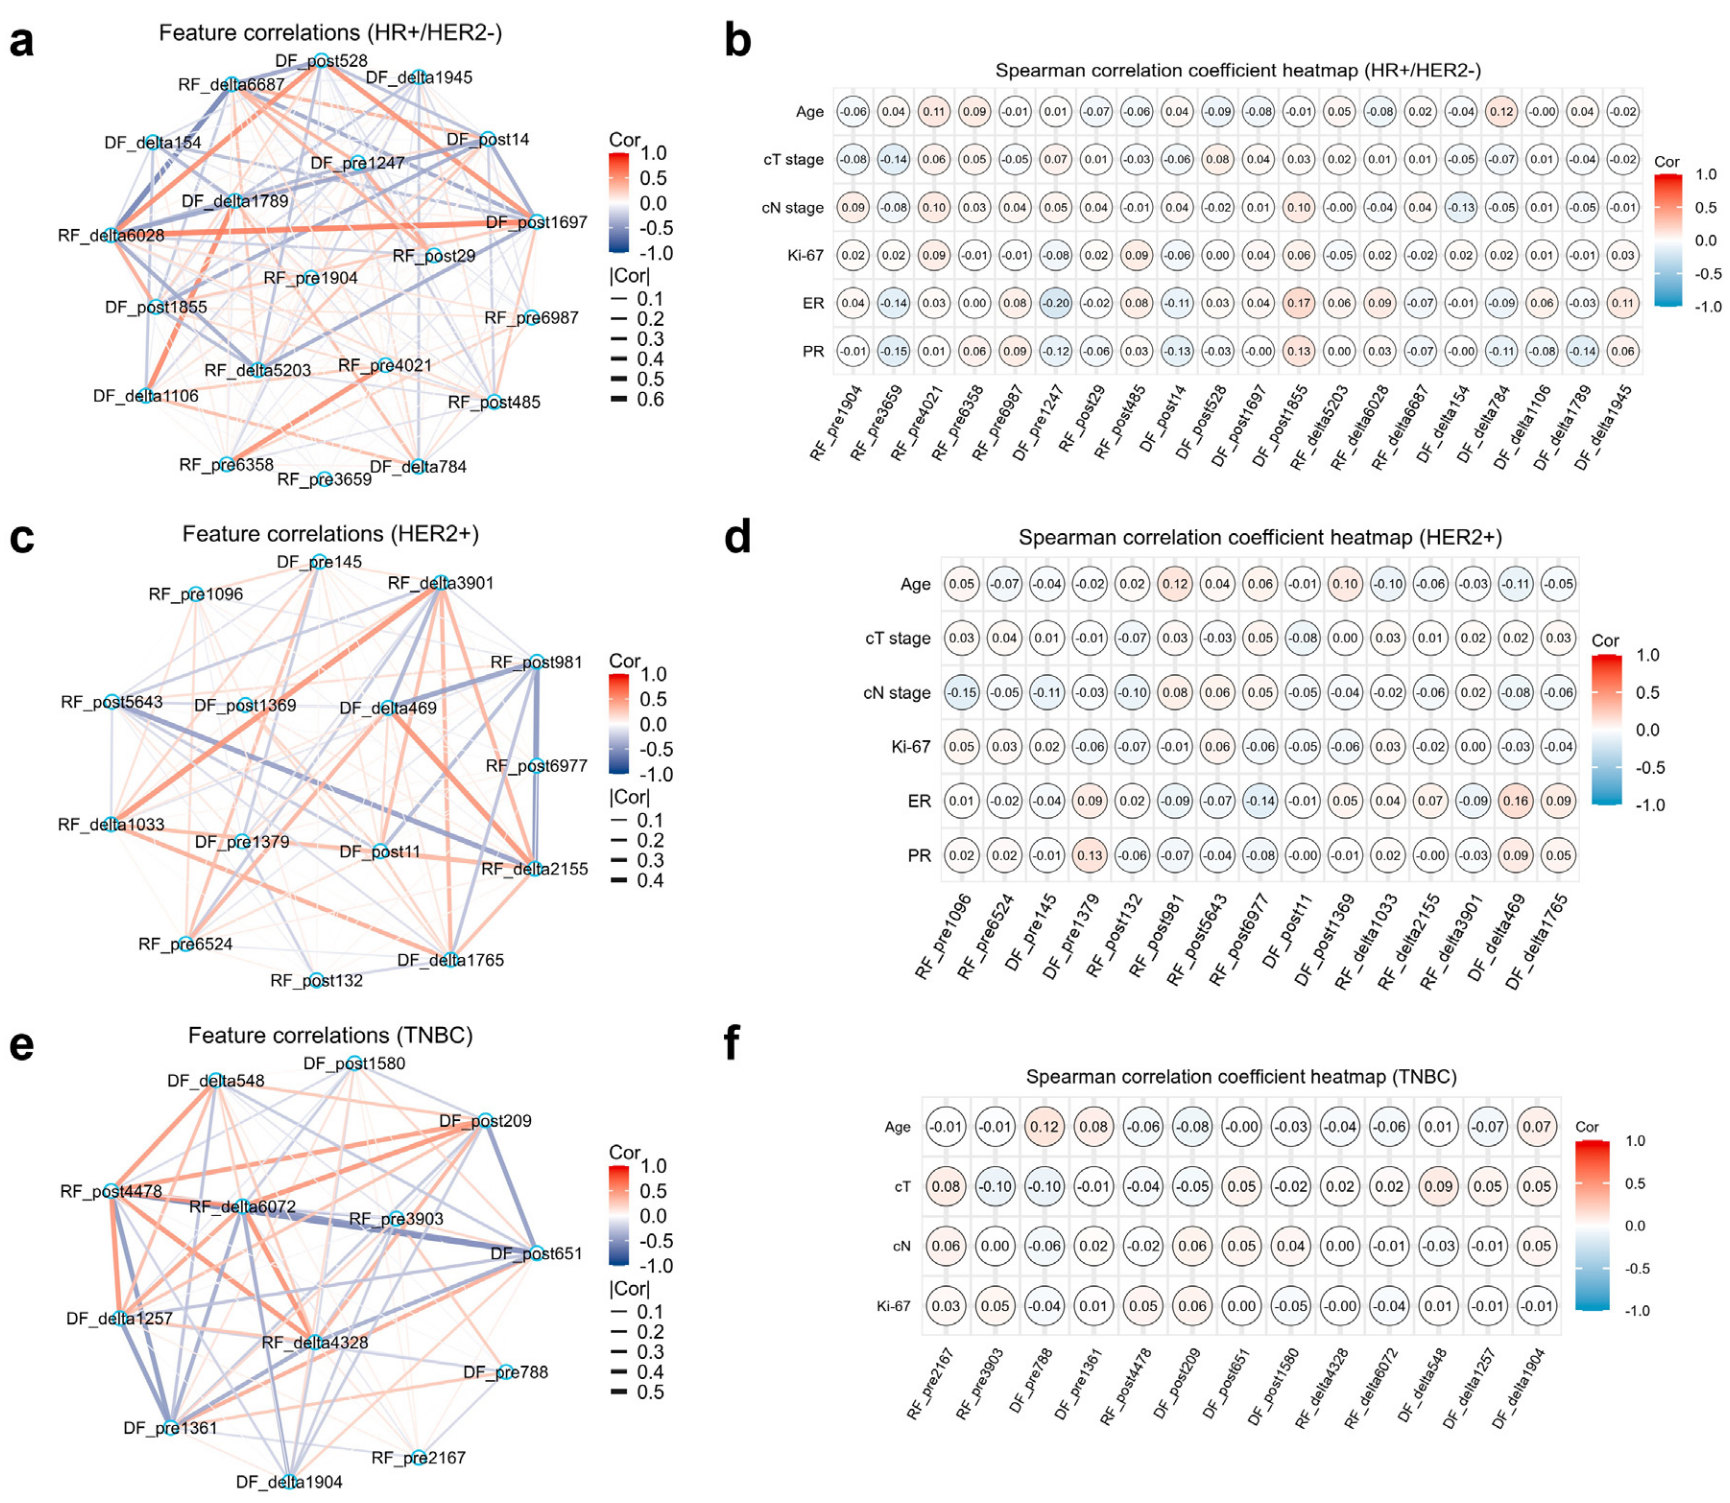 a
Feature correlations (HR+/HER2-)
DF_post528
RF_delta6687
DF_delta1945
DF_delta154
DF_post14
DF_pre1247
DF_delta1789
DF_post1697
RF_delta6028
RF_post29
RF_pre1904
DF_post1855
RF_pre6987
RF_delta5203
RF_pre4021
DF_delta1106
RF_post485
RF_pre6358
DF_delta784
RF_pre3659
Cor
1.0
0.5
0.0
-0.5
-1.0
|Cor|
0.1
0.2
0.3
0.4
0.5
0.6
b
Spearman correlation coefficient heatmap (HR+/HER2-)
Age -0.06 0.04 0.11 0.09 -0.01 0.01 -0.07 -0.06 0.04 -0.09 -0.08 -0.01 0.05 -0.08 0.02 -0.04 0.12 -0.00 0.04 -0.02
cT stage -0.08 -0.14 0.06 0.05 -0.05 0.07 0.01 -0.03 -0.06 0.08 0.04 0.03 0.02 0.01 0.01 -0.05 -0.07 0.01 -0.04 -0.02
cN stage 0.09 -0.08 0.10 0.03 0.04 0.05 0.04 -0.01 0.04 -0.02 0.01 0.10 -0.00 -0.04 0.04 -0.13 -0.05 0.01 -0.05 -0.01
Ki-67 0.02 0.02 0.09 -0.01 -0.01 -0.08 0.02 0.09 -0.06 0.00 0.04 0.06 -0.05 0.02 -0.02 0.02 0.02 0.01 -0.01 0.03
ER 0.04 -0.14 0.03 0.00 0.08 -0.20 -0.02 0.08 -0.11 0.03 0.04 0.17 0.06 0.09 -0.07 -0.01 -0.09 0.06 -0.03 0.11
PR -0.01 -0.15 0.01 0.06 0.09 -0.12 -0.06 0.03 -0.13 -0.03 -0.00 0.13 0.00 0.03 -0.07 -0.00 -0.11 -0.08 -0.14 0.06
RF_pre1904 RF_pre3659 RF_pre4021 RF_pre6358 RF_pre6987 DF_pre1247 RF_post29 RF_post485 DF_post14 DF_post528 DF_post1697 DF_post1855 RF_delta5203 RF_delta6028 RF_delta6687 DF_delta154 DF_delta784 DF_delta1106 DF_delta1789 DF_delta1945
Cor
1.0
0.5
0.0
-0.5
-1.0
c
Feature correlations (HER2+)
DF_pre145
RF_delta3901
RF_pre1096
RF_post981
RF_post5643
DF_post1369
DF_delta469
RF_post6977
RF_delta1033
DF_pre1379
DF_post11
RF_delta2155
RF_pre6524
DF_delta1765
RF_post132
Cor
1.0
0.5
0.0
-0.5
-1.0
|Cor|
0.1
0.2
0.3
0.4
d
Spearman correlation coefficient heatmap (HER2+)
Age 0.05 -0.07 -0.04 -0.02 0.02 0.12 0.04 0.06 -0.01 0.10 -0.10 -0.06 -0.03 -0.11 -0.05
cT stage 0.03 0.04 0.01 -0.01 -0.07 0.03 -0.03 0.05 -0.08 0.00 0.03 0.01 0.02 0.02 0.03
cN stage -0.15 -0.05 -0.11 -0.03 -0.10 0.08 0.06 0.05 -0.05 -0.04 -0.02 -0.06 0.02 -0.08 -0.06
Ki-67 0.05 0.03 0.02 -0.06 -0.07 -0.01 0.06 -0.06 -0.05 -0.06 0.03 -0.02 0.00 -0.03 -0.04
ER 0.01 -0.02 -0.04 0.09 0.02 -0.09 -0.07 -0.14 -0.01 0.05 0.04 0.07 -0.09 0.16 0.09
PR 0.02 0.02 -0.01 0.13 -0.06 -0.07 -0.04 -0.08 -0.00 -0.01 0.02 -0.00 -0.03 0.09 0.05
RF_pre1096 RF_pre6524 DF_pre145 DF_pre1379 RF_post132 RF_post981 RF_post5643 RF_post6977 DF_post11 DF_post1369 RF_delta1033 RF_delta2155 RF_delta3901 DF_delta469 DF_delta1765
Cor
1.0
0.5
0.0
-0.5
-1.0
e
Feature correlations (TNBC)
DF_post1580
DF_delta548
DF_post209
RF_post4478
RF_delta6072
RF_pre3903
DF_post651
DF_delta1257
RF_delta4328
DF_pre788
DF_pre1361
RF_pre2167
DF_delta1904
Cor
1.0
0.5
0.0
-0.5
-1.0
|Cor|
0.1
0.2
0.3
0.4
0.5
f
Spearman correlation coefficient heatmap (TNBC)
Age -0.01 -0.01 0.12 0.08 -0.06 -0.08 -0.00 -0.03 -0.04 -0.06 0.01 -0.07 0.07
cT 0.08 -0.10 -0.10 -0.01 -0.04 -0.05 0.05 -0.02 0.02 0.02 0.09 0.05 0.05
cN 0.06 0.00 -0.06 0.02 -0.02 0.06 0.05 0.04 0.00 -0.01 -0.03 -0.01 0.05
Ki-67 0.03 0.05 -0.04 0.01 0.05 0.06 0.00 -0.05 -0.00 -0.04 0.01 -0.01 -0.01
RF_pre2167 RF_pre3903 DF_pre788 DF_pre1361 RF_post4478 DF_post209 DF_post651 DF_post1580 RF_delta4328 RF_delta6072 DF_delta548 DF_delta1257 DF_delta1904
Cor
1.0
0.5
0.0
-0.5
-1.0